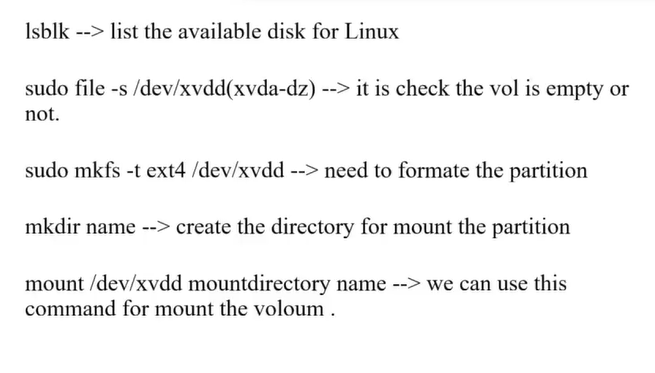 lsblk --> list the available disk for Linux
sudo file -s /dev/xvdd(xvda-dz) --> it is check the vol is empty or
not.
sudo mkfs -t ext4 /dev/xvdd --> need to formate the partition
mkdir name --> create the directory for mount the partition
mount /dev/xvdd mountdirectory name --> we can use this
command for mount the voloum .